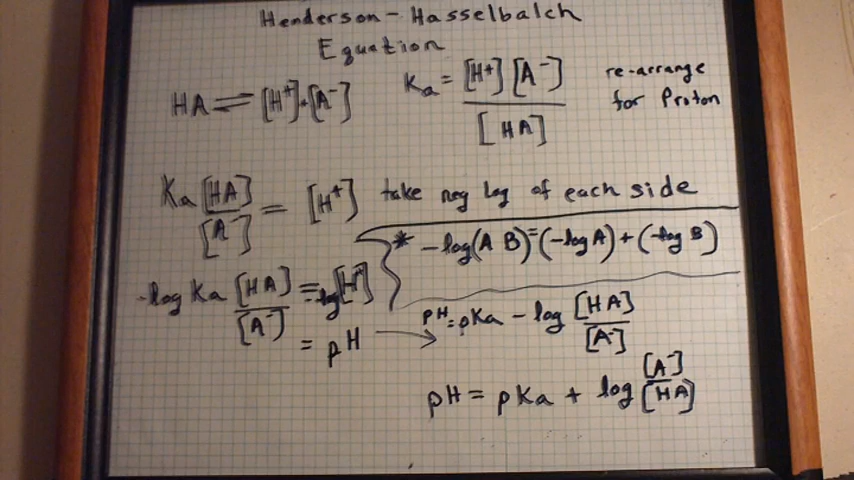 Henderson-Hasselbalch
Equation
HA ⇌ [H⁺]+[A⁻]
Ka = [H⁺][A⁻] / [HA]
re-arrange
for Proton
Ka [HA]/[A⁻] = [H⁺] take neg log of each side
* -log(A B)=(-log A) + (-log B)
-log Ka [HA]/[A⁻] = -log[H⁺]
= pH → pH = pKa - log [HA]/[A⁻]
pH = pKa + log [A⁻]/[HA]